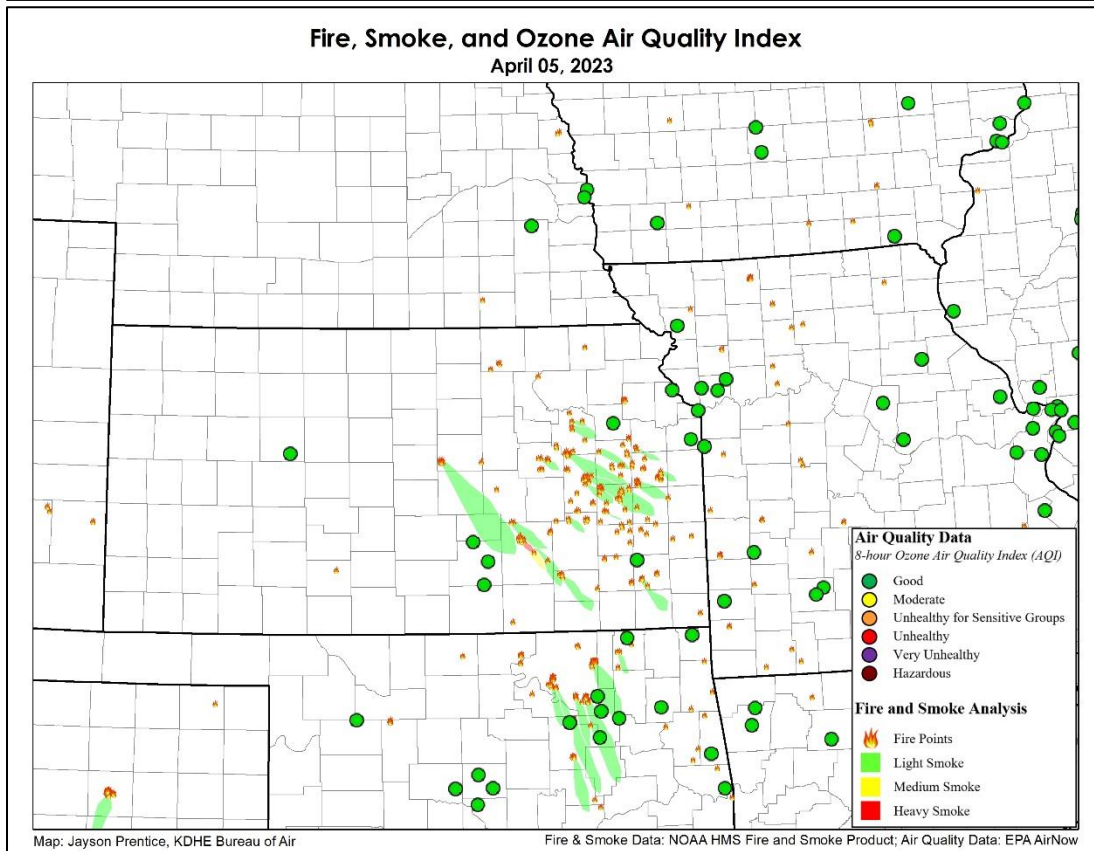 Fire, Smoke, and Ozone Air Quality Index
April 05, 2023
Air Quality Data
8-hour Ozone Air Quality Index (AQI)
Good
Moderate
Unhealthy for Sensitive Groups
Unhealthy
Very Unhealthy
Hazardous
Fire and Smoke Analysis
Fire Points
Light Smoke
Medium Smoke
Heavy Smoke
Map: Jayson Prentice, KDHE Bureau of Air
Fire & Smoke Data: NOAA HMS Fire and Smoke Product; Air Quality Data: EPA AirNow